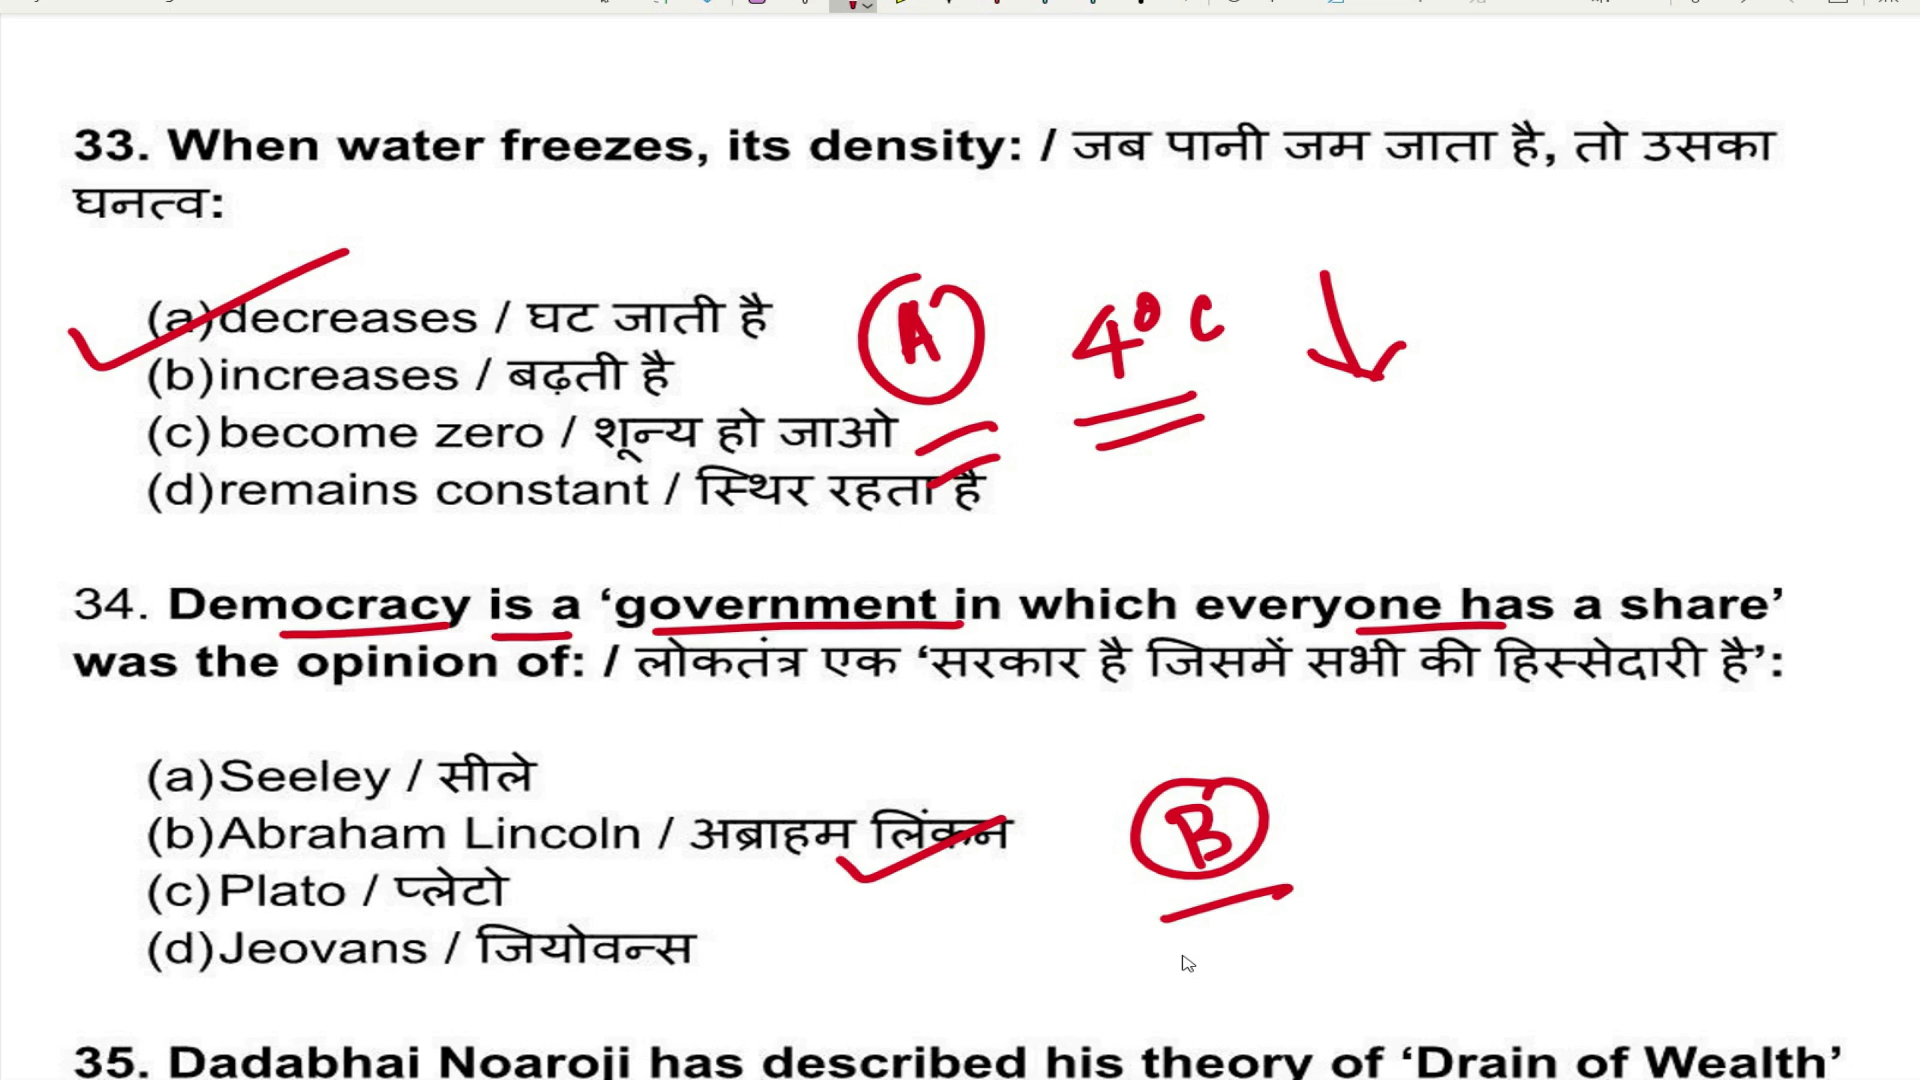 33. When water freezes, its density: / जब पानी जम जाता है, तो उसका
घनत्व:
(a) decreases / घट जाती है
(b) increases / बढ़ती है
(c) become zero / शून्य हो जाओ
(d) remains constant / स्थिर रहता है
A 4° C
34. Democracy is a ‘government in which everyone has a share’
was the opinion of: / लोकतंत्र एक ‘सरकार है जिसमें सभी की हिस्सेदारी है’:
(a) Seeley / सीले
(b) Abraham Lincoln / अब्राहम लिंकन
(c) Plato / प्लेटो
(d) Jeovans / जियोवन्स
B
35. Dadabhai Noaroji has described his theory of ‘Drain of Wealth’